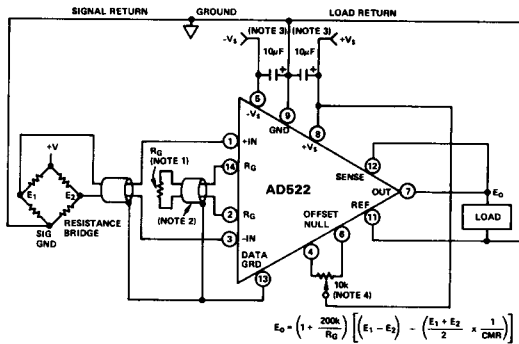 SIGNAL RETURN
GROUND
LOAD RETURN
-Vs
(NOTE 3)
(NOTE 3)
+Vs
10µF
+
10µF
+
5
-Vs
9
GND
8
+Vs
+V
E1
E2
SIG
GND
RESISTANCE
BRIDGE
RG
(NOTE 1)
(NOTE 2)
1
+IN
14
RG
2
RG
3
-IN
DATA
GRD
13
AD522
12
SENSE
OUT
7
REF
11
OFFSET
NULL
4
6
10k
(NOTE 4)
Eo
LOAD
Eo = (1 + 200k/RG) [(E1 - E2) - (E1 + E2/2 x 1/CMR)]